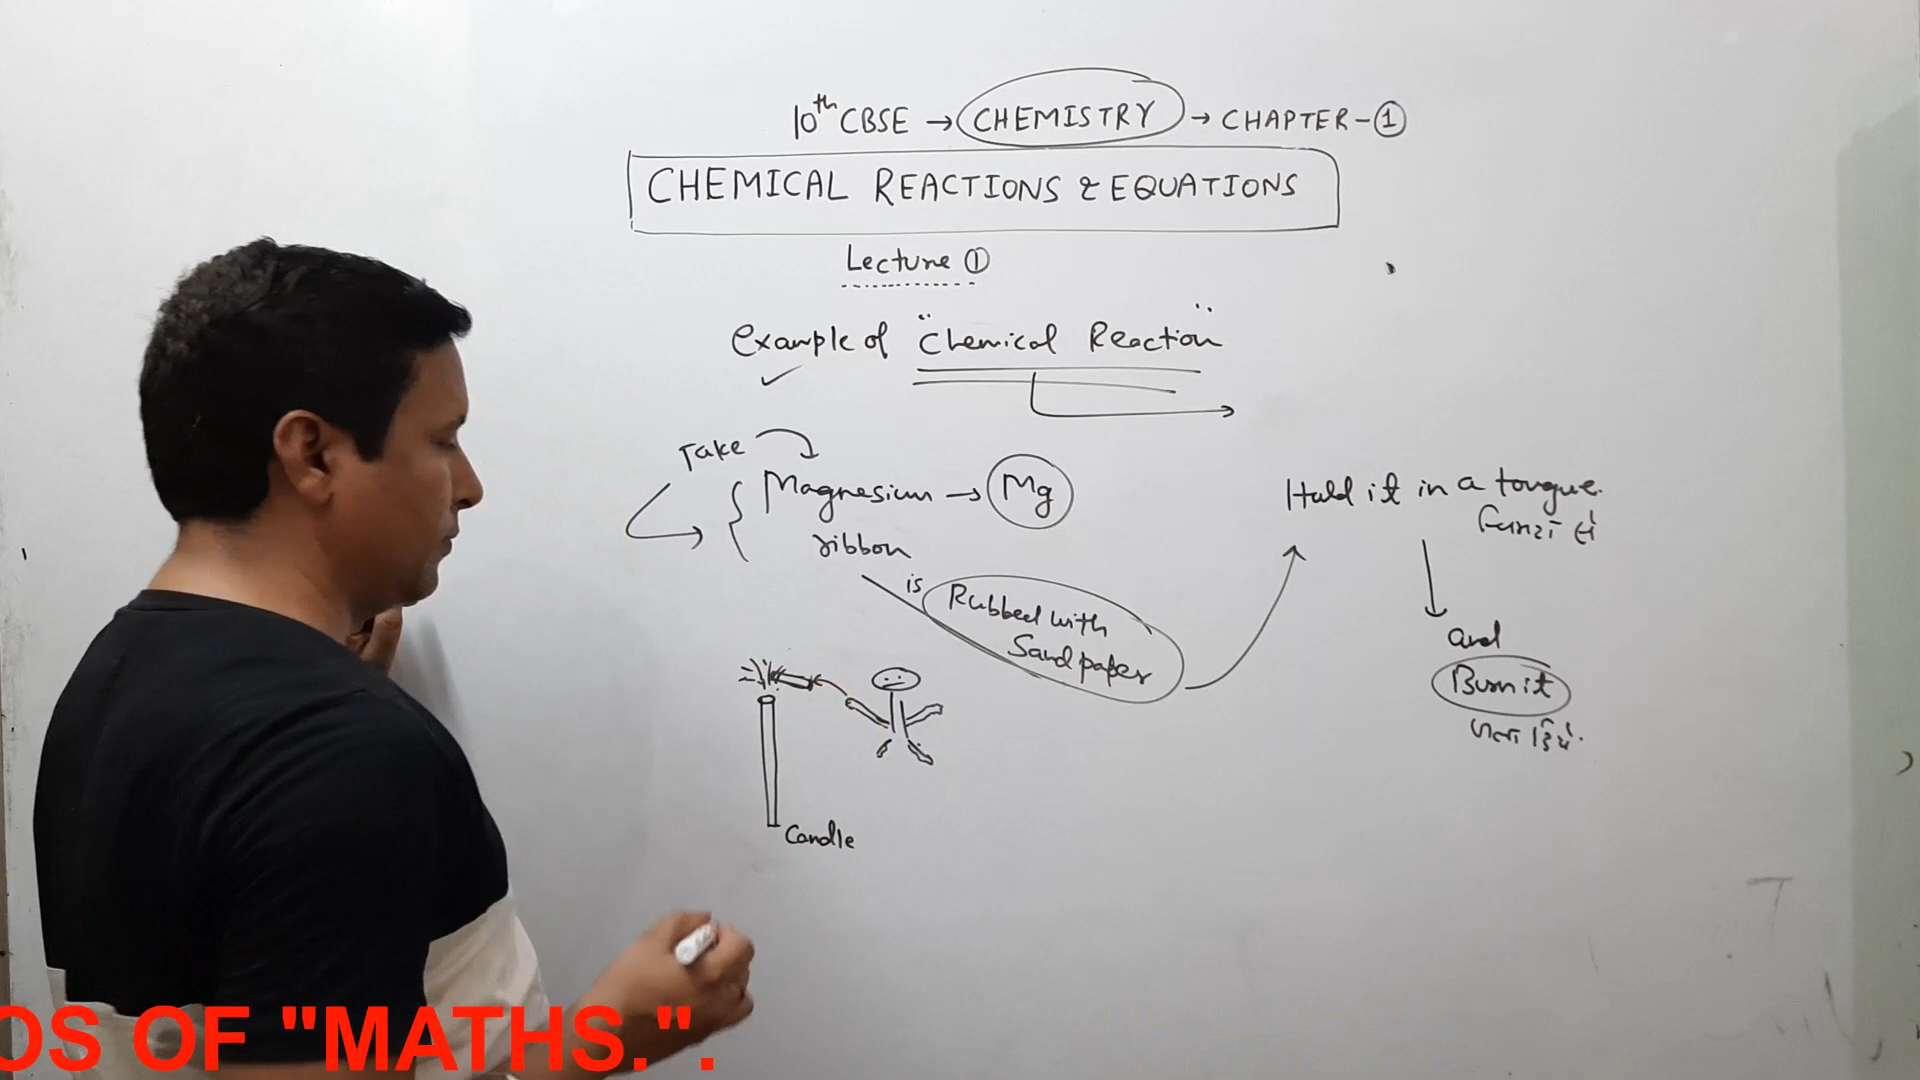 10th CBSE → CHEMISTRY → CHAPTER - ①
CHEMICAL REACTIONS & EQUATIONS
Lecture ①
Example of "Chemical Reaction"
Take
Magnesium → Mg
ribbon
is Rubbed with
Sand paper
Hold it in a tongue.
and
Burn it
Candle
OS OF "MATHS.".